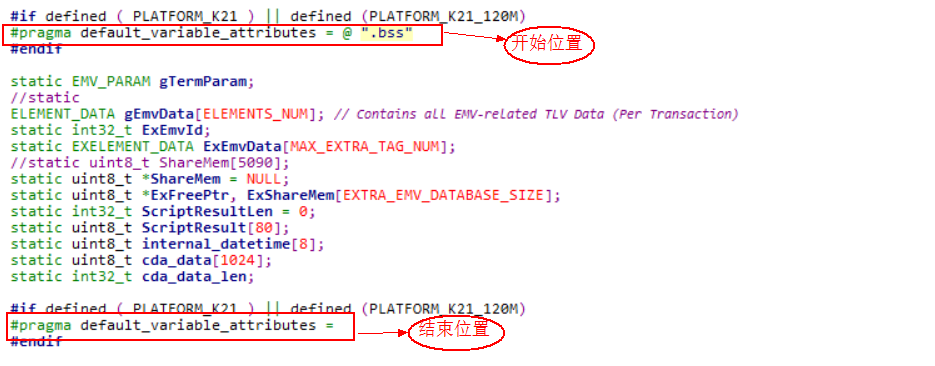 #if defined ( PLATFORM_K21 ) || defined (PLATFORM_K21_120M)
#pragma default_variable_attributes = @ ".bss"
开始位置
#endif
static EMV_PARAM gTermParam;
//static
ELEMENT_DATA gEmvData[ELEMENTS_NUM]; // Contains all EMV-related TLV Data (Per Transaction)
static int32_t ExEmvId;
static EXELEMENT_DATA ExEmvData[MAX_EXTRA_TAG_NUM];
//static uint8_t ShareMem[5090];
static uint8_t *ShareMem = NULL;
static uint8_t *ExFreePtr, ExShareMem[EXTRA_EMV_DATABASE_SIZE];
static int32_t ScriptResultLen = 0;
static uint8_t ScriptResult[80];
static uint8_t internal_datetime[8];
static uint8_t cda_data[1024];
static int32_t cda_data_len;
#if defined ( PLATFORM_K21 ) || defined (PLATFORM_K21_120M)
#pragma default_variable_attributes =
结束位置
#endif